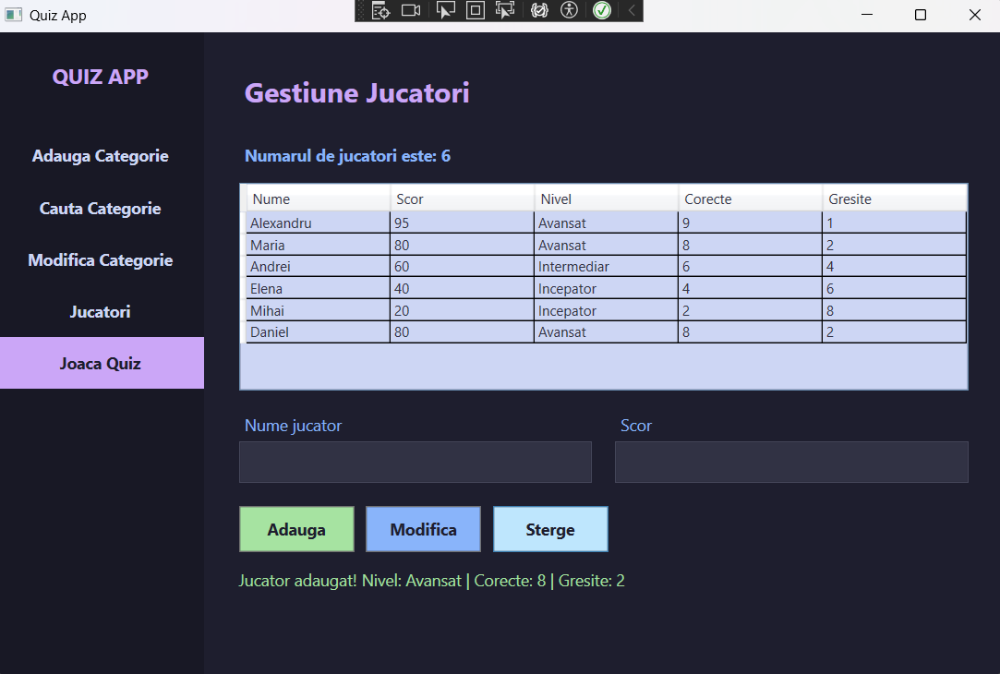 Quiz App
QUIZ APP
Adauga Categorie
Cauta Categorie
Modifica Categorie
Jucatori
Joaca Quiz
Gestiune Jucatori
Numarul de jucatori este: 6
Nume Scor Nivel Corecte Gresite
Alexandru 95 Avansat 9 1
Maria 80 Avansat 8 2
Andrei 60 Intermediar 6 4
Elena 40 Incepator 4 6
Mihai 20 Incepator 2 8
Daniel 80 Avansat 8 2
Nume jucator Scor
Adauga Modifica Sterge
Jucator adaugat! Nivel: Avansat | Corecte: 8 | Gresite: 2